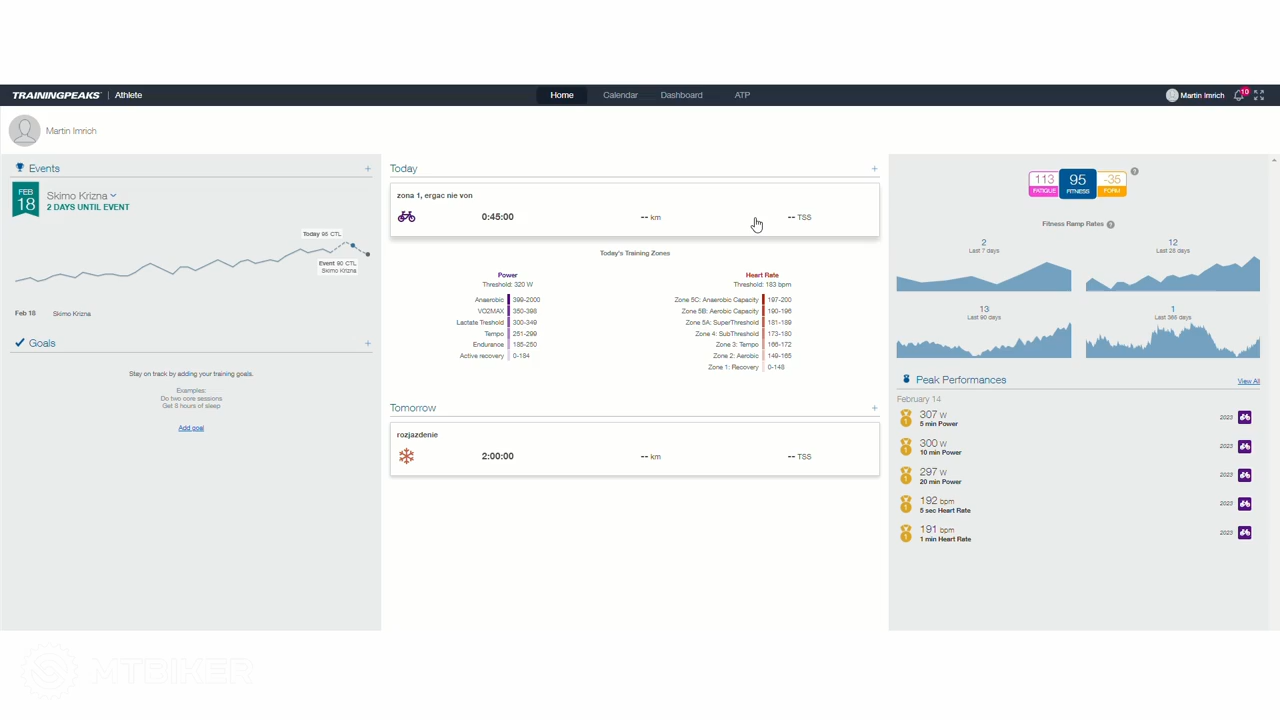 TRAININGPEAKS | Athlete
Home
Calendar
Dashboard
ATP
Martin Imrich
10
Martin Imrich
Events
+
FEB
18
Skimo Krizna
2 DAYS UNTIL EVENT
Today 95 CTL
Event 90 CTL
Skimo Krizna
Feb 18 Skimo Krizna
Goals
+
Stay on track by adding your training goals.
Examples:
Do two core sessions
Get 8 hours of sleep
Add goal
Today
+
zona 1, ergac nie von
0:45:00
-- km
-- TSS
Today's Training Zones
Power
Threshold: 320 W
Anaerobic 399-2000
VO2MAX 350-398
Lactate Treshold 300-349
Tempo 251-299
Endurance 185-250
Active recovery 0-184
Heart Rate
Threshold: 183 bpm
Zone 5C: Anaerobic Capacity 197-200
Zone 5B: Aerobic Capacity 190-196
Zone 5A: SuperThreshold 181-189
Zone 4: SubThreshold 173-180
Zone 3: Tempo 166-172
Zone 2: Aerobic 149-165
Zone 1: Recovery 0-148
Tomorrow
+
rozjazdenie
2:00:00
-- km
-- TSS
113
FATIGUE
95
FITNESS
-35
FORM
?
Fitness Ramp Rates ?
2
Last 7 days
12
Last 28 days
13
Last 90 days
1
Last 365 days
Peak Performances
View All
February 14
1 307 W
5 min Power
2023
1 300 W
10 min Power
2023
1 297 W
20 min Power
2023
1 192 bpm
5 sec Heart Rate
2023
1 191 bpm
1 min Heart Rate
2023
MTBIKER